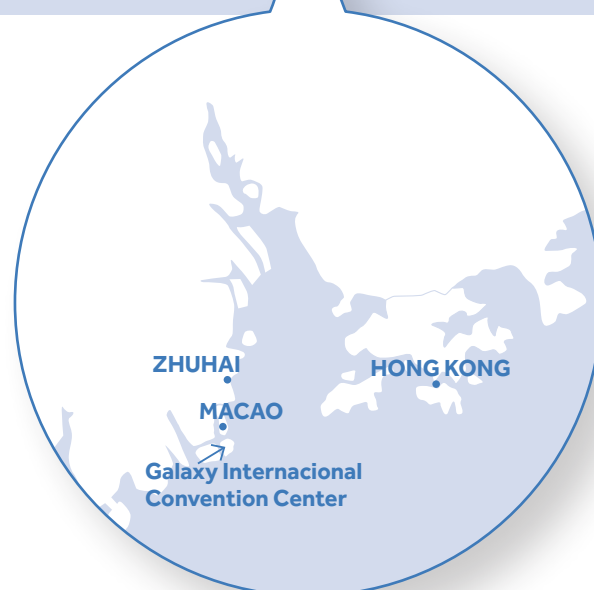 ZHUHAI
HONG KONG
MACAO
Galaxy Internacional
Convention Center